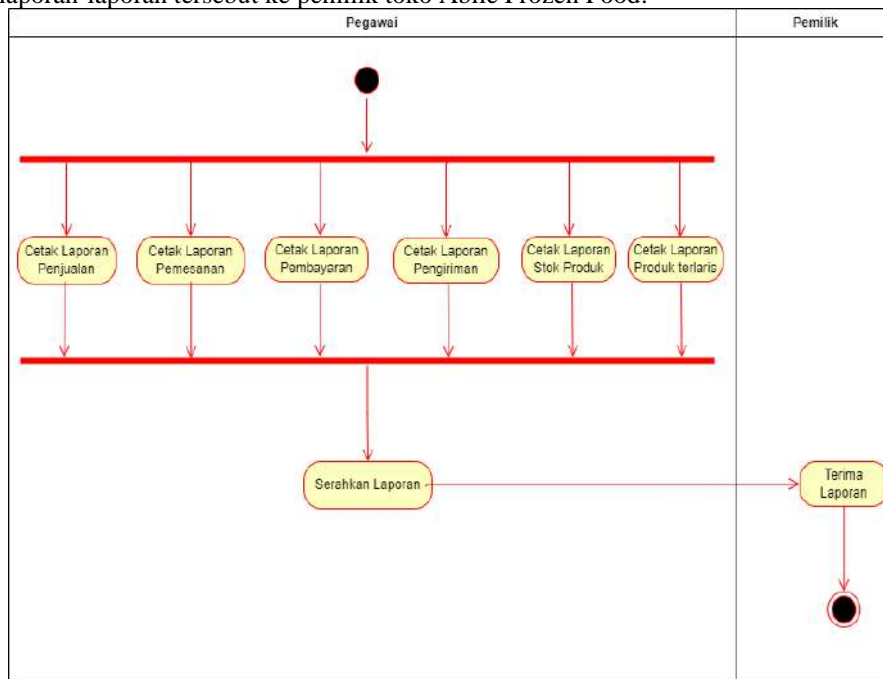 laporan-laporan tersebut ke pemilik toko Abile Frozen Food.
Pegawai
Pemilik
Cetak Laporan
Penjualan
Cetak Laporan
Pemesanan
Cetak Laporan
Pembayaran
Cetak Laporan
Pengiriman
Cetak Laporan
Stok Produk
Cetak Laporan
Produk terlaris
Serahkan Laporan
Terima
Laporan